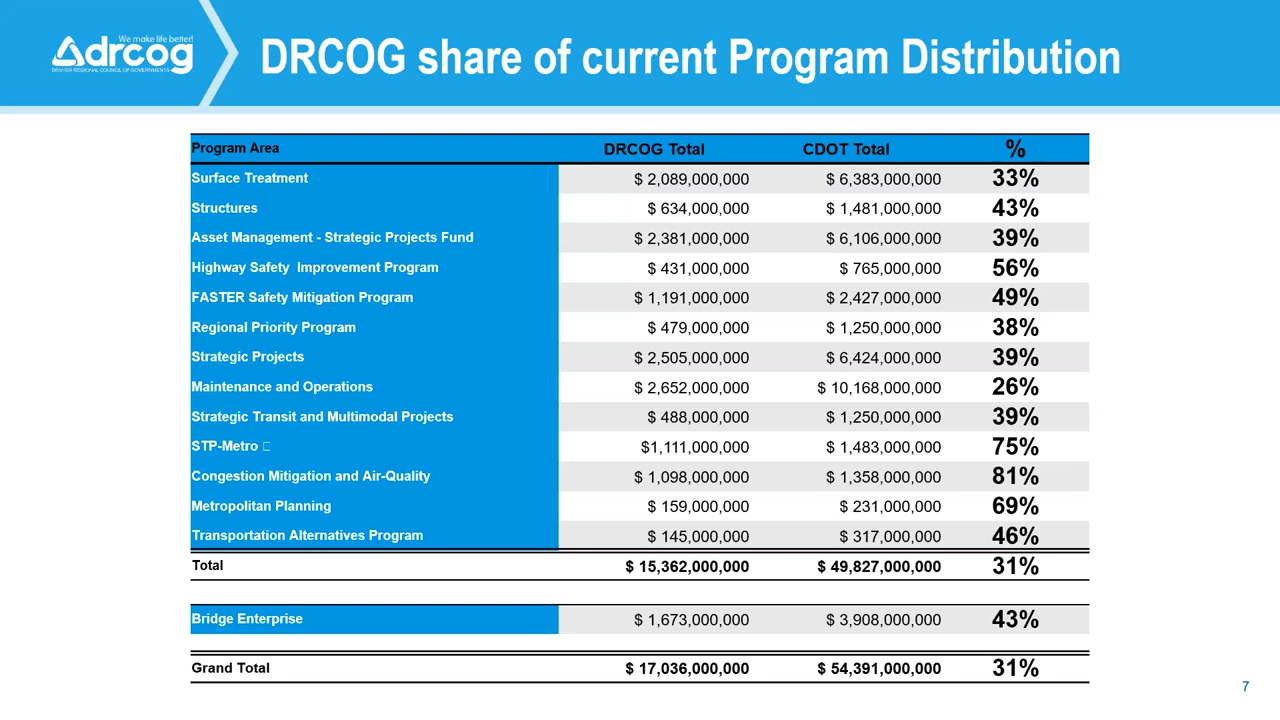 We make life better!
drcog
DENVER REGIONAL COUNCIL OF GOVERNMENTS
DRCOG share of current Program Distribution
Program Area DRCOG Total CDOT Total %
Surface Treatment $ 2,089,000,000 $ 6,383,000,000 33%
Structures $ 634,000,000 $ 1,481,000,000 43%
Asset Management - Strategic Projects Fund $ 2,381,000,000 $ 6,106,000,000 39%
Highway Safety  Improvement Program $ 431,000,000 $ 765,000,000 56%
FASTER Safety Mitigation Program $ 1,191,000,000 $ 2,427,000,000 49%
Regional Priority Program $ 479,000,000 $ 1,250,000,000 38%
Strategic Projects $ 2,505,000,000 $ 6,424,000,000 39%
Maintenance and Operations $ 2,652,000,000 $ 10,168,000,000 26%
Strategic Transit and Multimodal Projects $ 488,000,000 $ 1,250,000,000 39%
STP-Metro $1,111,000,000 $ 1,483,000,000 75%
Congestion Mitigation and Air-Quality $ 1,098,000,000 $ 1,358,000,000 81%
Metropolitan Planning $ 159,000,000 $ 231,000,000 69%
Transportation Alternatives Program $ 145,000,000 $ 317,000,000 46%
Total $ 15,362,000,000 $ 49,827,000,000 31%
Bridge Enterprise $ 1,673,000,000 $ 3,908,000,000 43%
Grand Total $ 17,036,000,000 $ 54,391,000,000 31%
7